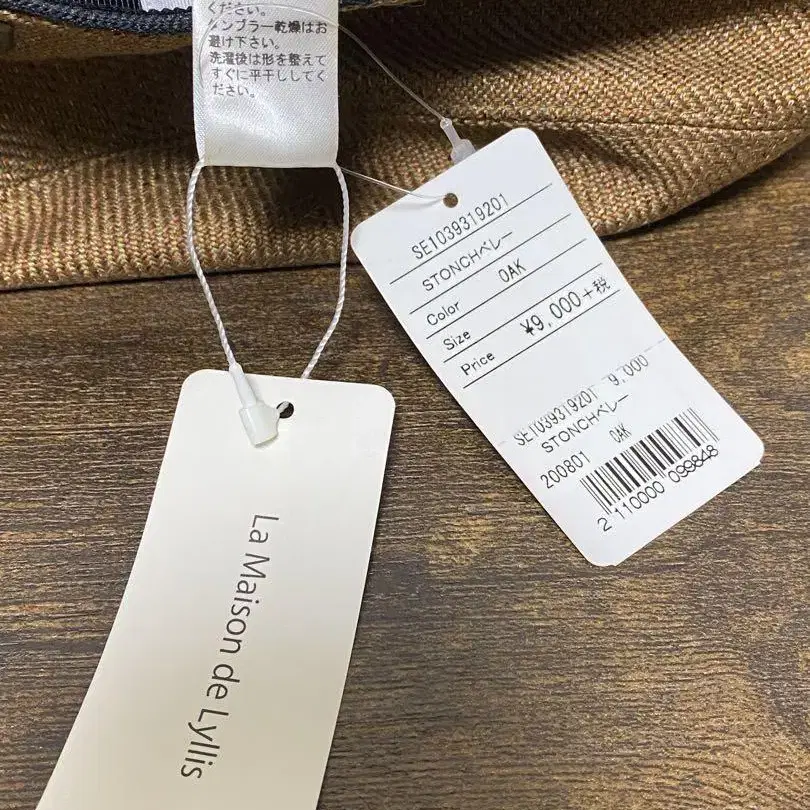 ください。
タンブラー乾燥はお
避け下さい。
洗濯後は形を整えて
すぐに平干ししてく
ださい。
SE1039319201
STONCHベレー
Color OAK
Size
Price ¥9,000+税
SE1039319201 9,000
STONCHベレー
200801 OAK
2 110000 099848
La Maison de Lyllis